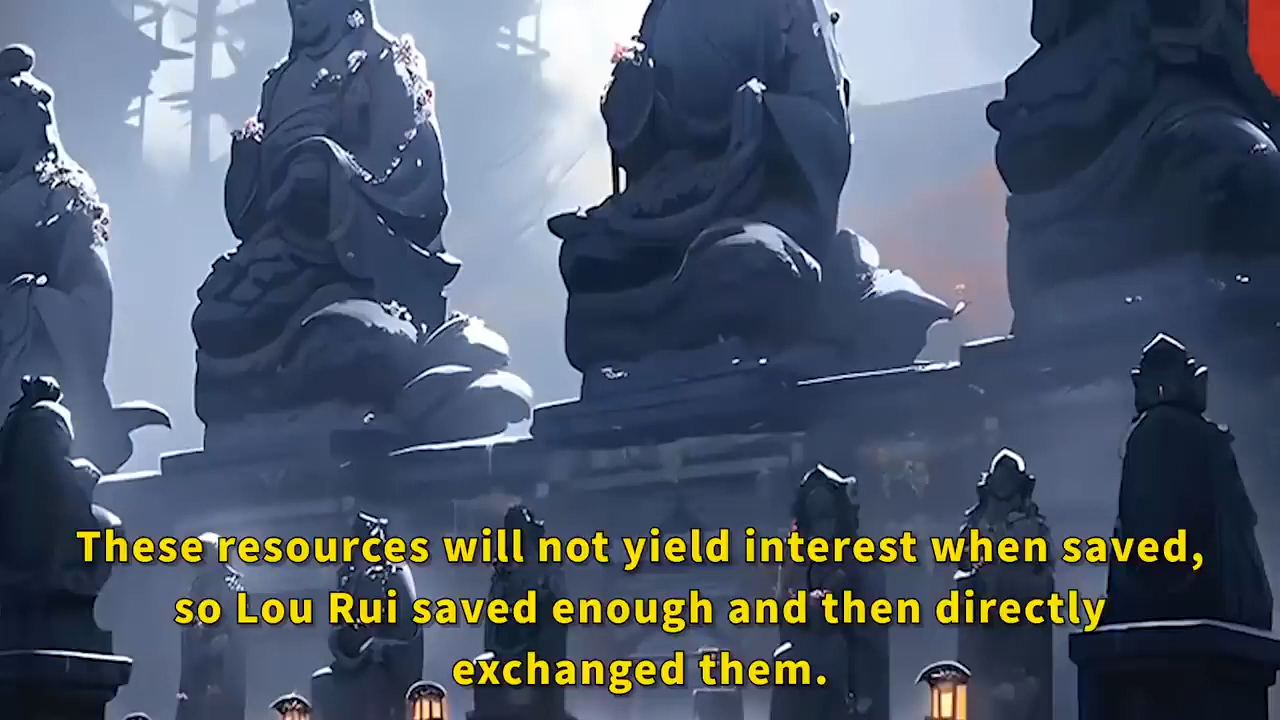 These resources will not yield interest when saved,
so Lou Rui saved enough and then directly
exchanged them.